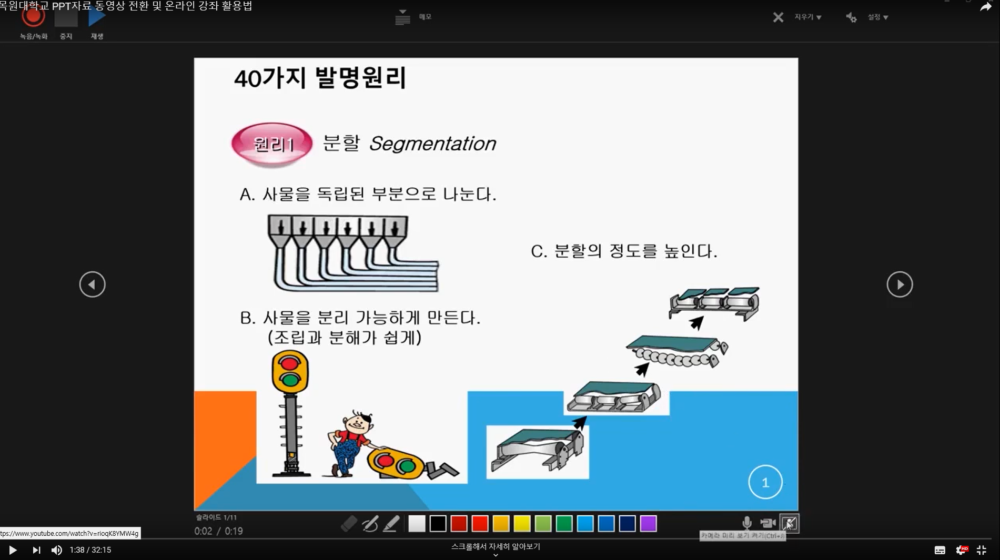 목원대학교 PPT자료 동영상 전환 및 온라인 강좌 활용법
녹음/녹화 중지 재생
메모
지우기
설정
40가지 발명원리
원리1 분할 Segmentation
A. 사물을 독립된 부분으로 나눈다.
C. 분할의 정도를 높인다.
B. 사물을 분리 가능하게 만든다.
(조립과 분해가 쉽게)
1
슬라이드 1/11
0:02 / 0:19
tps://www.youtube.com/watch?v=rioqK8YMW4g
카메라 미리 보기 켜기(Ctrl+J)
1:38 / 32:15
스크롤해서 자세히 알아보기
HD